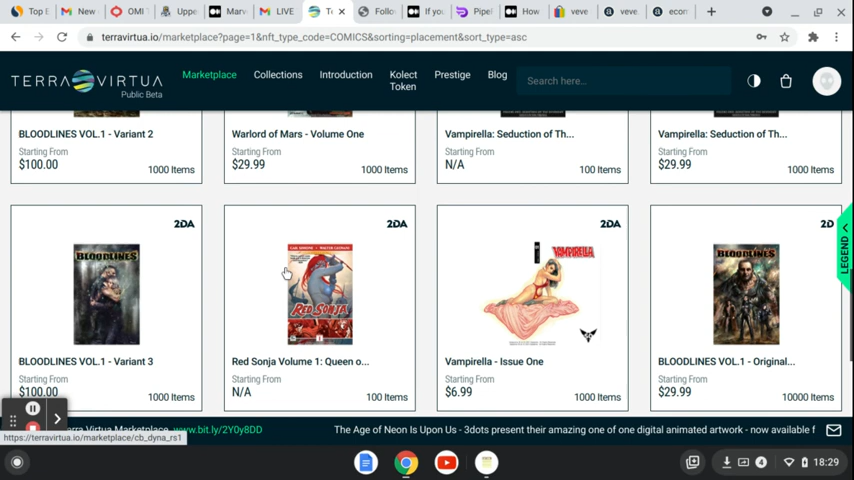 Top E
New
OMI T
Uppe
Marv
LIVE
Te
Follo
If you
Pipe
How
veve
veve
econ
terravirtua.io/marketplace?page=1&nft_type_code=COMICS&sorting=placement&sort_type=asc
TERRA VIRTUA
Public Beta
Marketplace
Collections
Introduction
Kolect Token
Prestige
Blog
Search here...
BLOODLINES VOL.1 - Variant 2
Starting From
$100.00
1000 Items
Warlord of Mars - Volume One
Starting From
$29.99
1000 Items
Vampirella: Seduction of Th...
Starting From
N/A
100 Items
Vampirella: Seduction of Th...
Starting From
$29.99
1000 Items
LEGEND
2DA
BLOODLINES
BLOODLINES VOL.1 - Variant 3
Starting From
$100.00
1000 Items
2DA
RED SONJA
Red Sonja Volume 1: Queen o...
Starting From
N/A
100 Items
2DA
VAMPIRELLA
Vampirella - Issue One
Starting From
$6.99
1000 Items
2D
BLOODLINES
BLOODLINES VOL.1 - Original...
Starting From
$29.99
10000 Items
erra Virtua Marketplace www.bit.ly/2Y0y8DD
The Age of Neon Is Upon Us - 3dots present their amazing one of one digital animated artwork - now available f
https://terravirtua.io/marketplace/cb_dyna_rs1
4
18:29